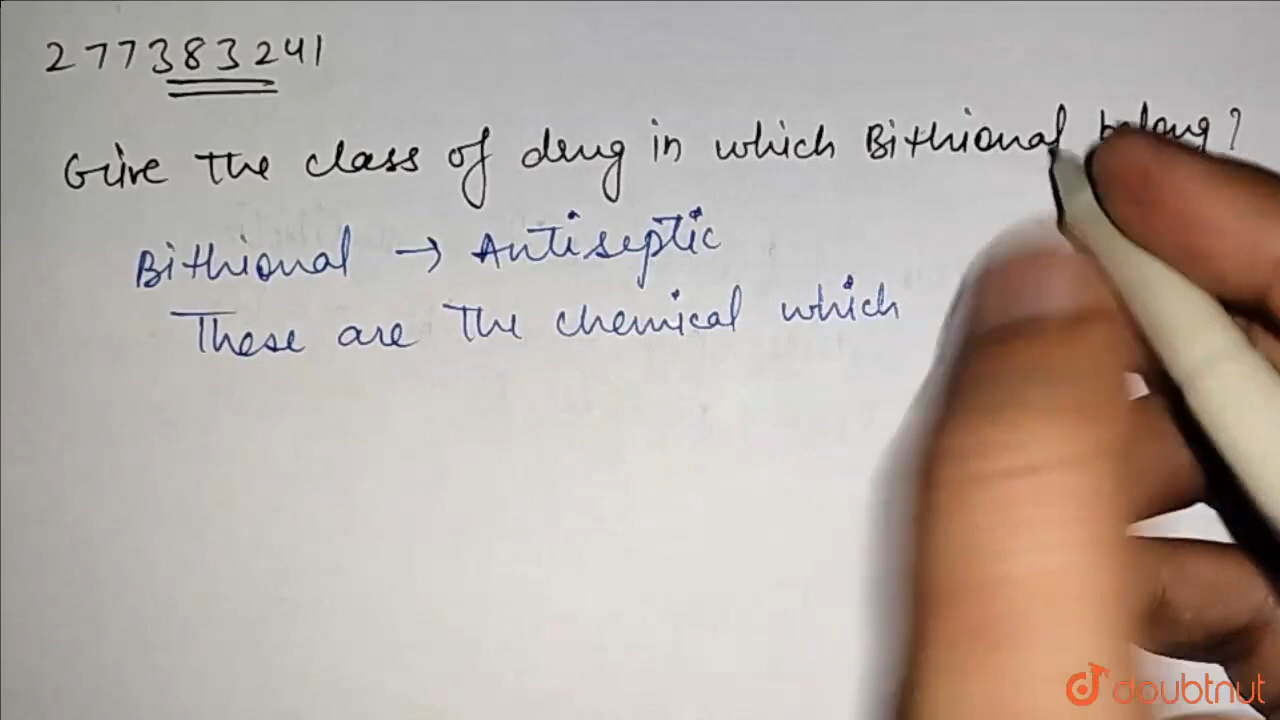 277383241
Give The class of drug in which Bithional belong?
Bithional → Antiseptic
These are The chemical which
doubtnut